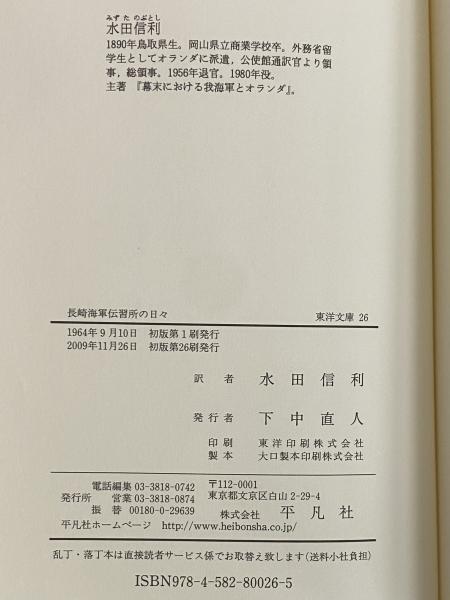 みず た のぶとし
水田信利
1890年鳥取県生。岡山県立商業学校卒。外務省留
学生としてオランダに派遣，公使館通訳官より領
事，総領事。1956年退官。1980年役。
主著 『幕末における我海軍とオランダ』。
長崎海軍伝習所の日々 東洋文庫 26
1964年9月10日 初版第1刷発行
2009年11月26日 初版第26刷発行
訳者 水田信利
発行者 下中直人
印刷 東洋印刷株式会社
製本 大口製本印刷株式会社
電話編集 03-3818-0742 〒112-0001
発行所 営業 03-3818-0874 東京都文京区白山 2-29-4
振替 00180-0-29639 株式会社 平凡社
平凡社ホームページ http://www.heibonsha.co.jp/
乱丁・落丁本は直接読者サービス係でお取替え致します(送料小社負担)
ISBN978-4-582-80026-5